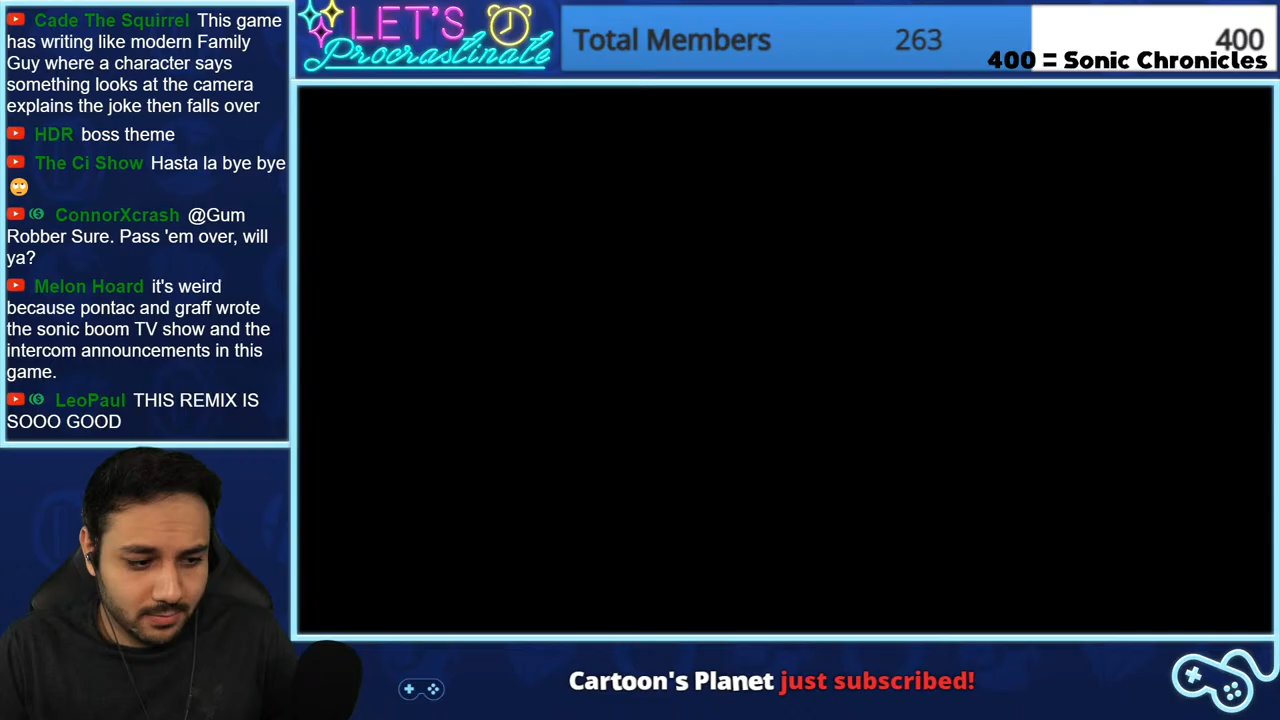 Cade The Squirrel This game
has writing like modern Family
Guy where a character says
something looks at the camera
explains the joke then falls over
HDR boss theme
The Ci Show Hasta la bye bye
ConnorXcrash @Gum
Robber Sure. Pass 'em over, will
ya?
Melon Hoard it's weird
because pontac and graff wrote
the sonic boom TV show and the
intercom announcements in this
game.
LeoPaul THIS REMIX IS
SOOO GOOD
LET'S
Procrastinate
Total Members 263 400
400 = Sonic Chronicles
Cartoon's Planet just subscribed!